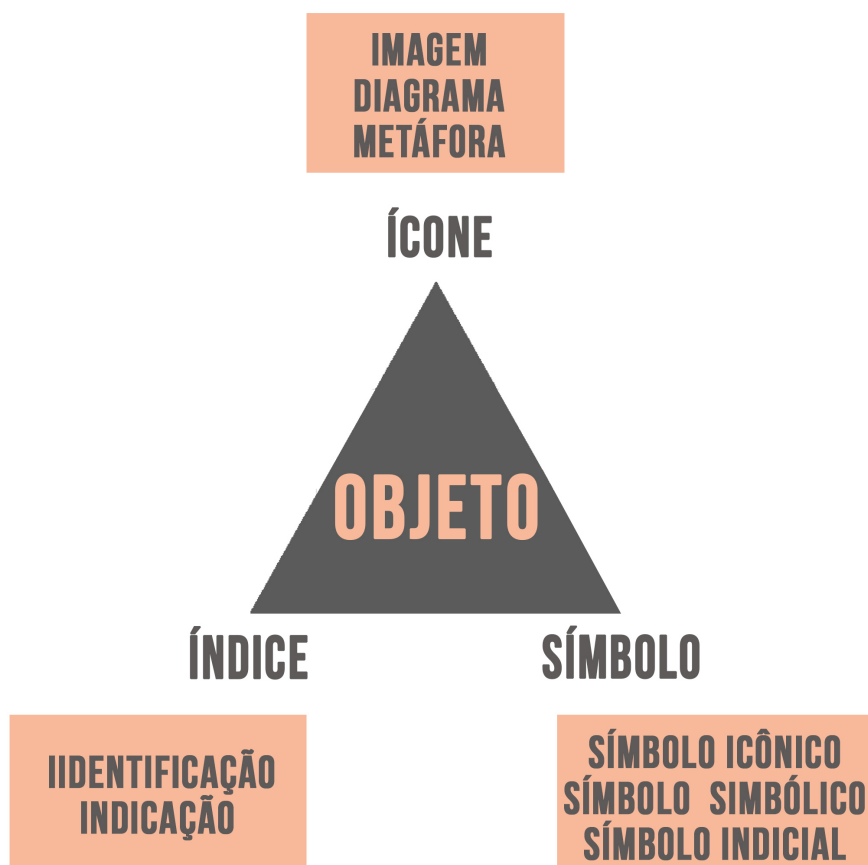 IMAGEM
DIAGRAMA
METÁFORA
ÍCONE
OBJETO
ÍNDICE
SÍMBOLO
IIDENTIFICAÇÃO
INDICAÇÃO
SÍMBOLO ICÔNICO
SÍMBOLO SIMBÓLICO
SÍMBOLO INDICIAL